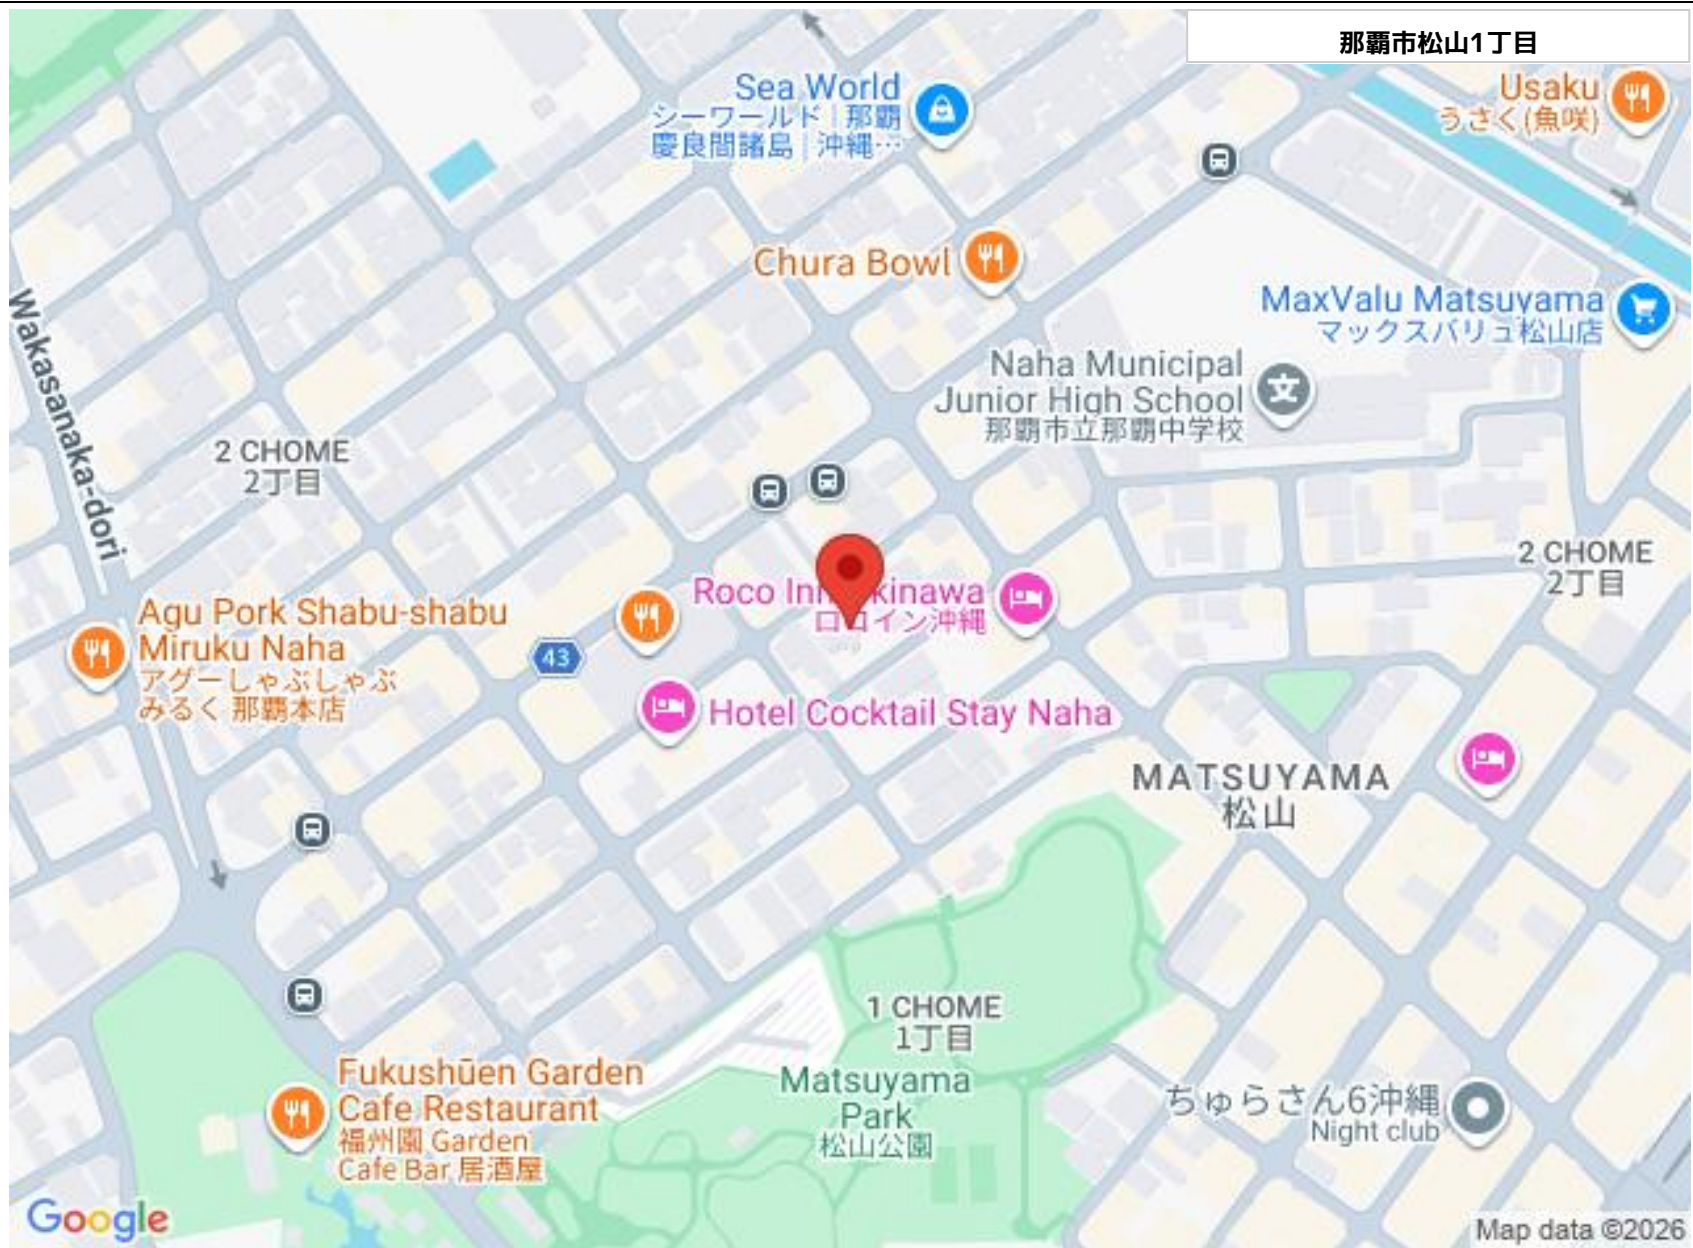 那覇市松山1丁目
Sea World
シーワールド | 那覇
慶良間諸島 | 沖縄…
Usaku
うさく(魚咲)
Chura Bowl
MaxValu Matsuyama
マックスバリュ松山店
Wakasanaka-dori
Naha Municipal
Junior High School
那覇市立那覇中学校
2 CHOME
2丁目
2 CHOME
2丁目
Roco Inn Okinawa
ロコイン沖縄
Agu Pork Shabu-shabu
Miruku Naha
アグーしゃぶしゃぶ
みるく 那覇本店
43
Hotel Cocktail Stay Naha
MATSUYAMA
松山
1 CHOME
1丁目
Matsuyama
Park
松山公園
Fukushūen Garden
Cafe Restaurant
福州園 Garden
Cafe Bar 居酒屋
ちゅらさん6沖縄
Night club
Google
Map data ©2026